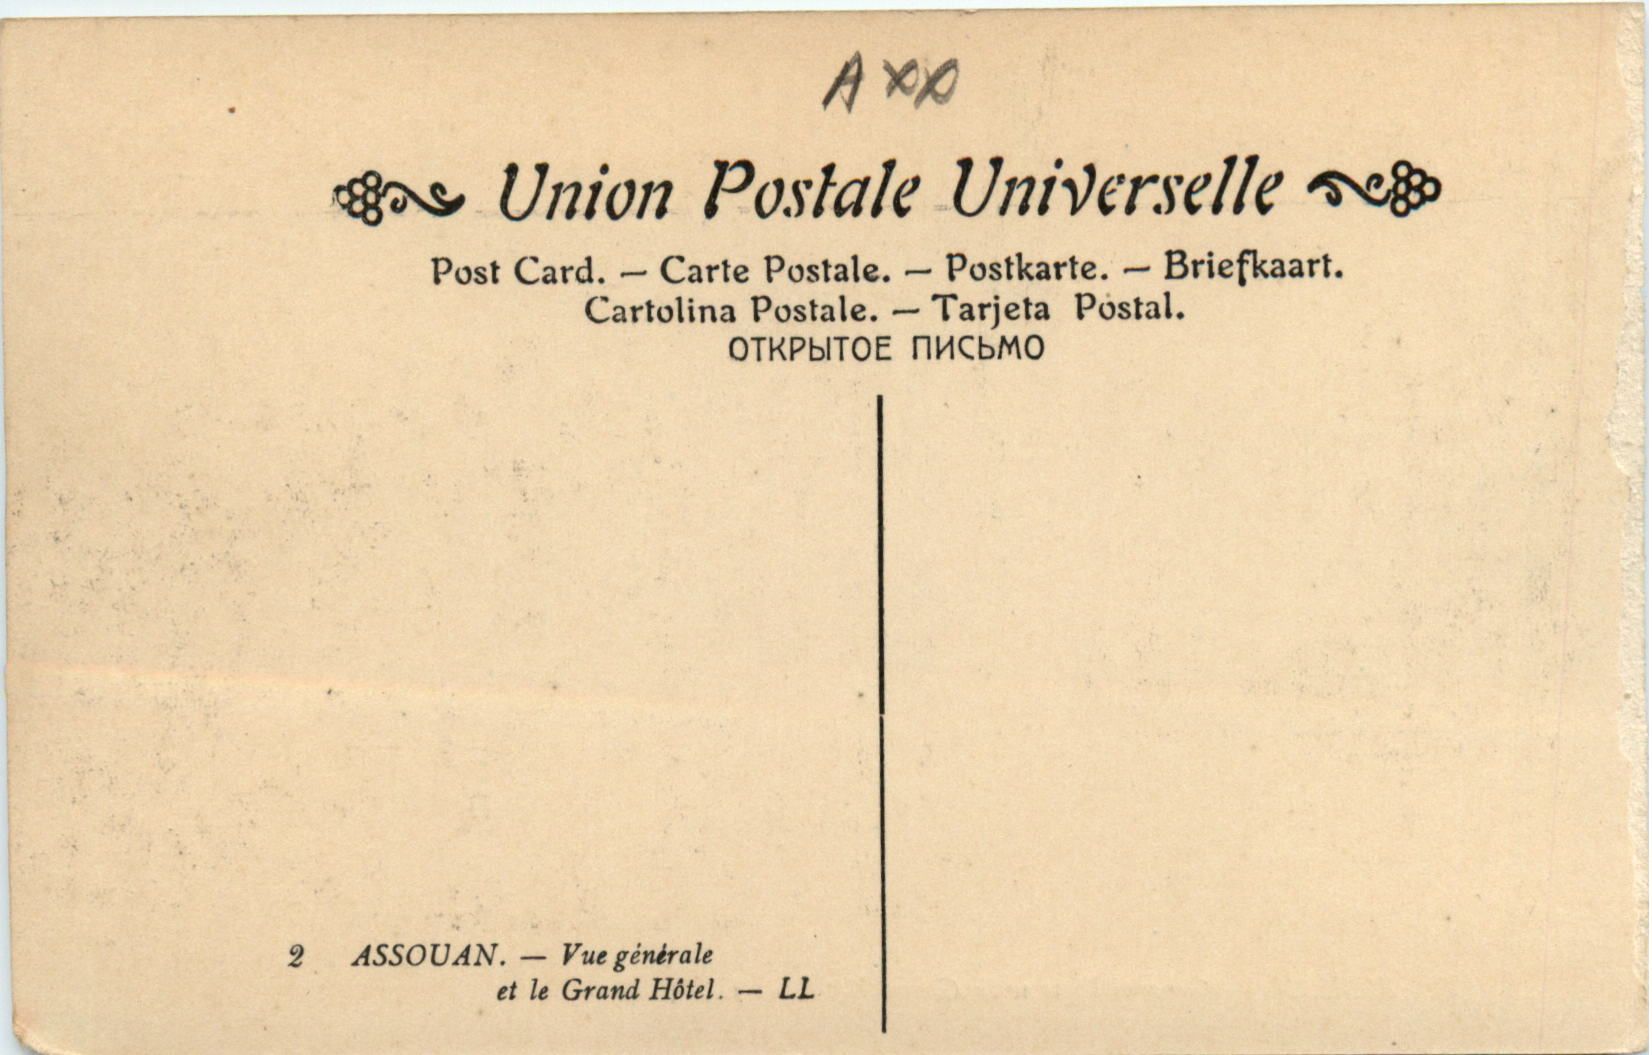 Union Postale Universelle
Post Card. — Carte Postale. — Postkarte. — Briefkaart.
Cartolina Postale. — Tarjeta Postal.
ОТКРЫТОЕ ПИСЬМО
2 ASSOUAN. — Vue générale
et le Grand Hôtel. — LL